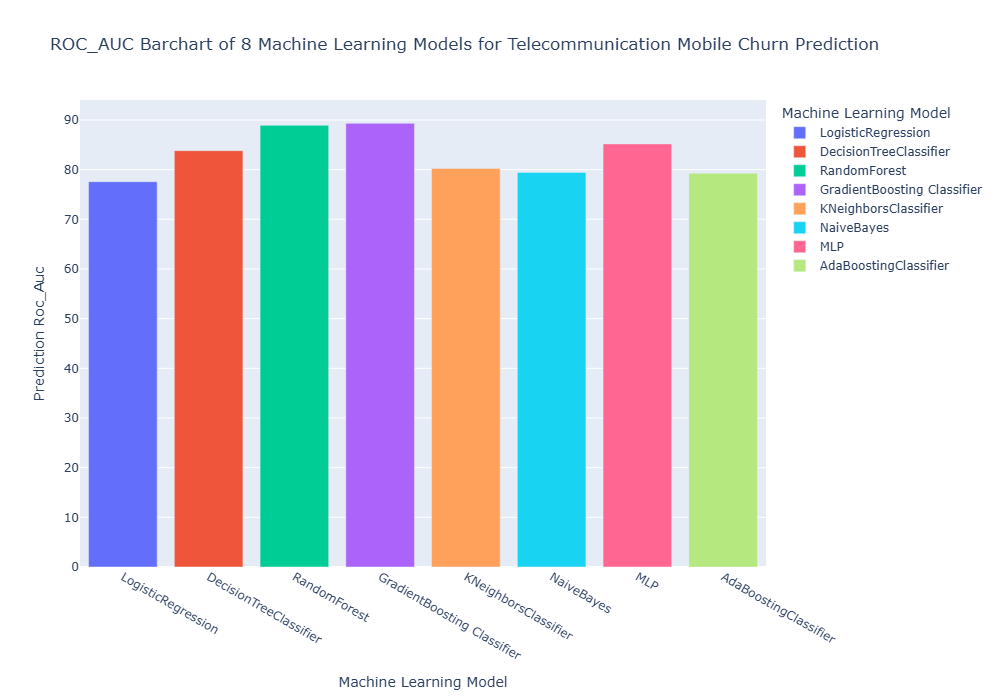 ROC_AUC Barchart of 8 Machine Learning Models for Telecommunication Mobile Churn Prediction
Prediction Roc_Auc
90
80
70
60
50
40
30
20
10
0
LogisticRegression
DecisionTreeClassifier
RandomForest
GradientBoosting Classifier
KNeighborsClassifier
NaiveBayes
MLP
AdaBoostingClassifier
Machine Learning Model
Machine Learning Model
LogisticRegression
DecisionTreeClassifier
RandomForest
GradientBoosting Classifier
KNeighborsClassifier
NaiveBayes
MLP
AdaBoostingClassifier